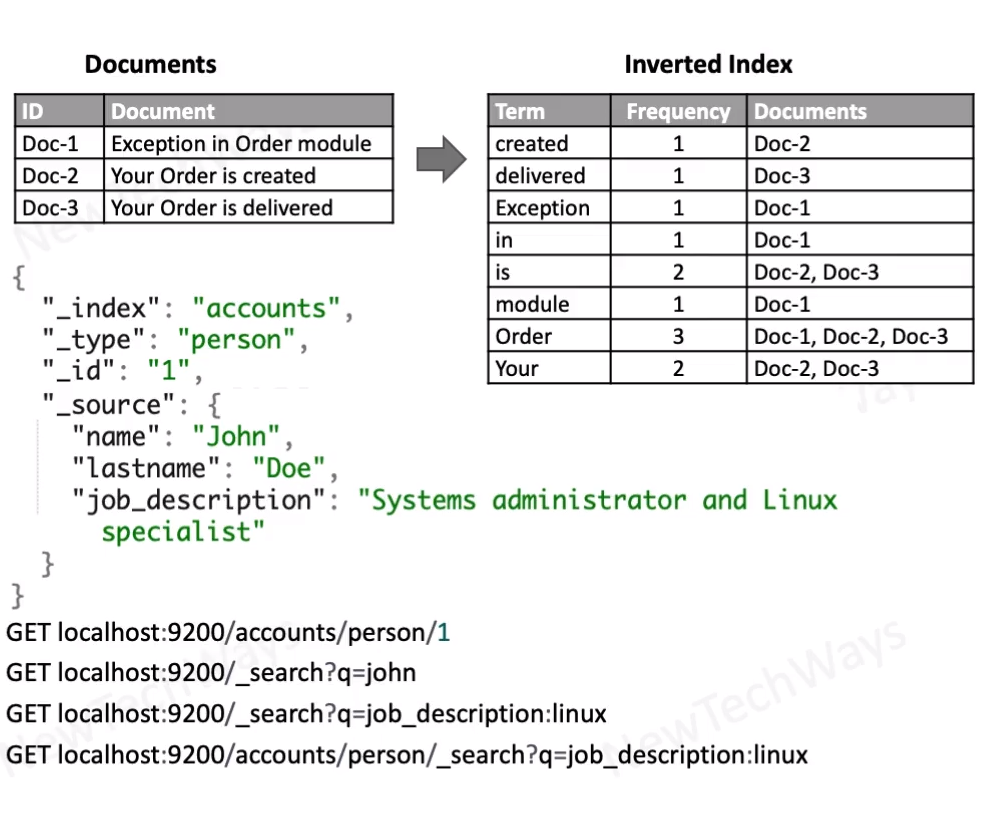 Documents
ID Document
Doc-1 Exception in Order module
Doc-2 Your Order is created
Doc-3 Your Order is delivered
Inverted Index
Term Frequency Documents
created 1 Doc-2
delivered 1 Doc-3
Exception 1 Doc-1
in 1 Doc-1
is 2 Doc-2, Doc-3
module 1 Doc-1
Order 3 Doc-1, Doc-2, Doc-3
Your 2 Doc-2, Doc-3
{
"_index": "accounts",
"_type": "person",
"_id": "1",
"_source": {
"name": "John",
"lastname": "Doe",
"job_description": "Systems administrator and Linux
specialist"
}
}
GET localhost:9200/accounts/person/1
GET localhost:9200/_search?q=john
GET localhost:9200/_search?q=job_description:linux
GET localhost:9200/accounts/person/_search?q=job_description:linux
NewTechWays
NewTechWays